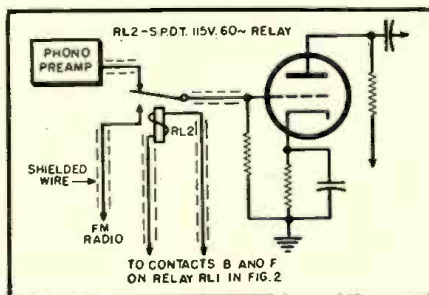 RL2-S.P.D.T. 115V. 60~ RELAY
PHONO
PREAMP
RL2
SHIELDED
WIRE
FM
RADIO
TO CONTACTS B AND F
ON RELAY RL1 IN FIG. 2